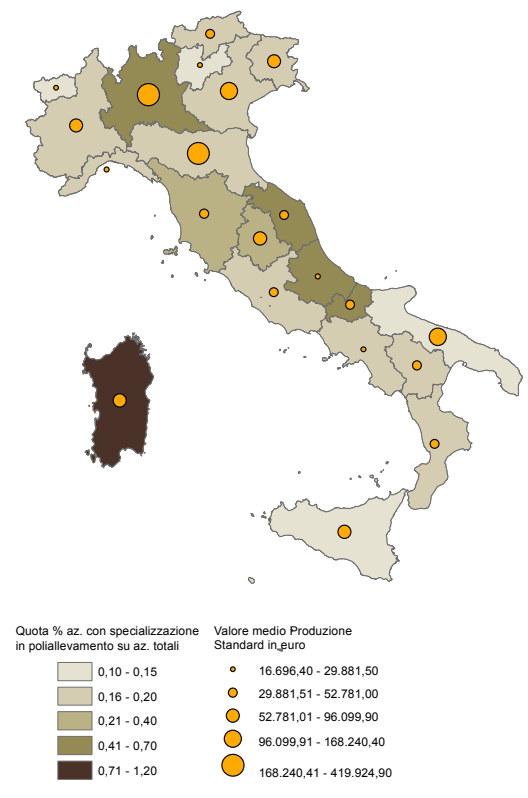 Quota % az. con specializzazione
in poliallevamento su az. totali
0,10 - 0,15
0,16 - 0,20
0,21 - 0,40
0,41 - 0,70
0,71 - 1,20
Valore medio Produzione
Standard in euro
16.696,40 - 29.881,50
29.881,51 - 52.781,00
52.781,01 - 96.099,90
96.099,91 - 168.240,40
168.240,41 - 419.924,90